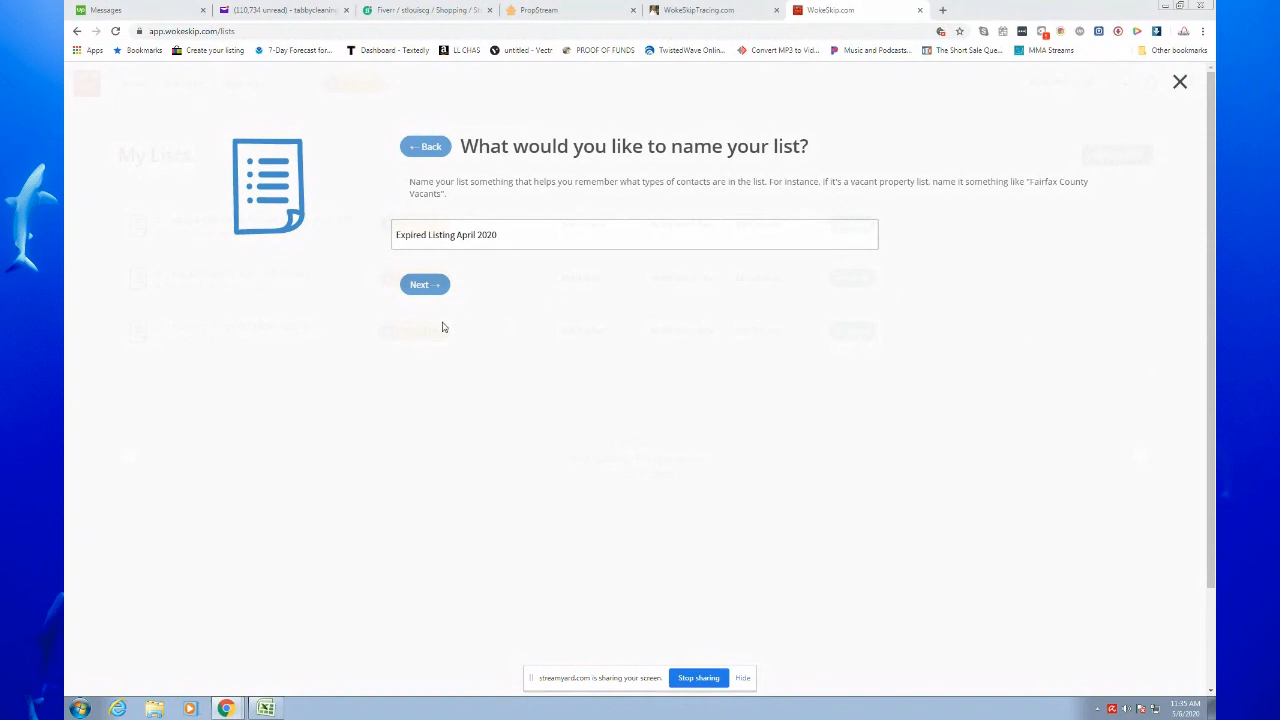 Messages
(110,734 unread) - tabbycleanin
Fiverr / stlouiscg / Shopping / S
PropStream
WokeSkipTracing.com
WokeSkip.com
app.wokeskip.com/lists
Apps
Bookmarks
Create your listing
7-Day Forecast for...
Dashboard - Textedly
LL CHAS
Untitled - Vectr
PROOF OF FUNDS
TwistedWave Onlin...
Convert MP3 to Vid...
Music and Podcasts...
The Short Sale Que...
MMA Streams
Other bookmarks
My Lists
← Back
What would you like to name your list?
Name your list something that helps you remember what types of contacts are in the list. For instance, if it's a vacant property list, name it something like "Fairfax County
Vacants".
Expired Listing April 2020
Next →
streamyard.com is sharing your screen.
Stop sharing
Hide
11:35 AM
5/6/2020